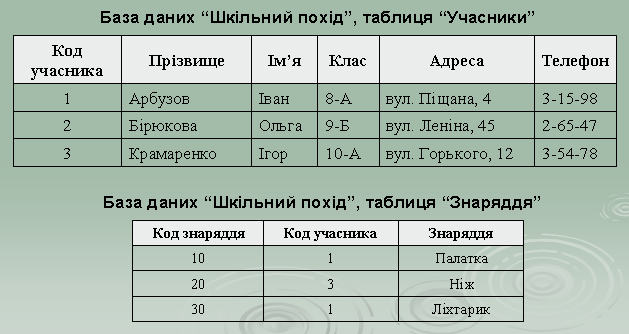 База даних “Шкільний похід”, таблиця “Учасники”
Код учасника Прізвище Ім’я Клас Адреса Телефон
1 Арбузов Іван 8-А вул. Піщана, 4 3-15-98
2 Бірюкова Ольга 9-Б вул. Леніна, 45 2-65-47
3 Крамаренко Ігор 10-А вул. Горького, 12 3-54-78
База даних “Шкільний похід”, таблиця “Знаряддя”
Код знаряддя Код учасника Знаряддя
10 1 Палатка
20 3 Ніж
30 1 Ліхтарик